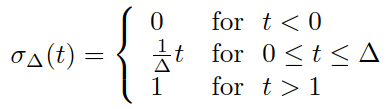 σ_Δ(t) = { 0 for t < 0
1/Δ t for 0 ≤ t ≤ Δ
1 for t > 1